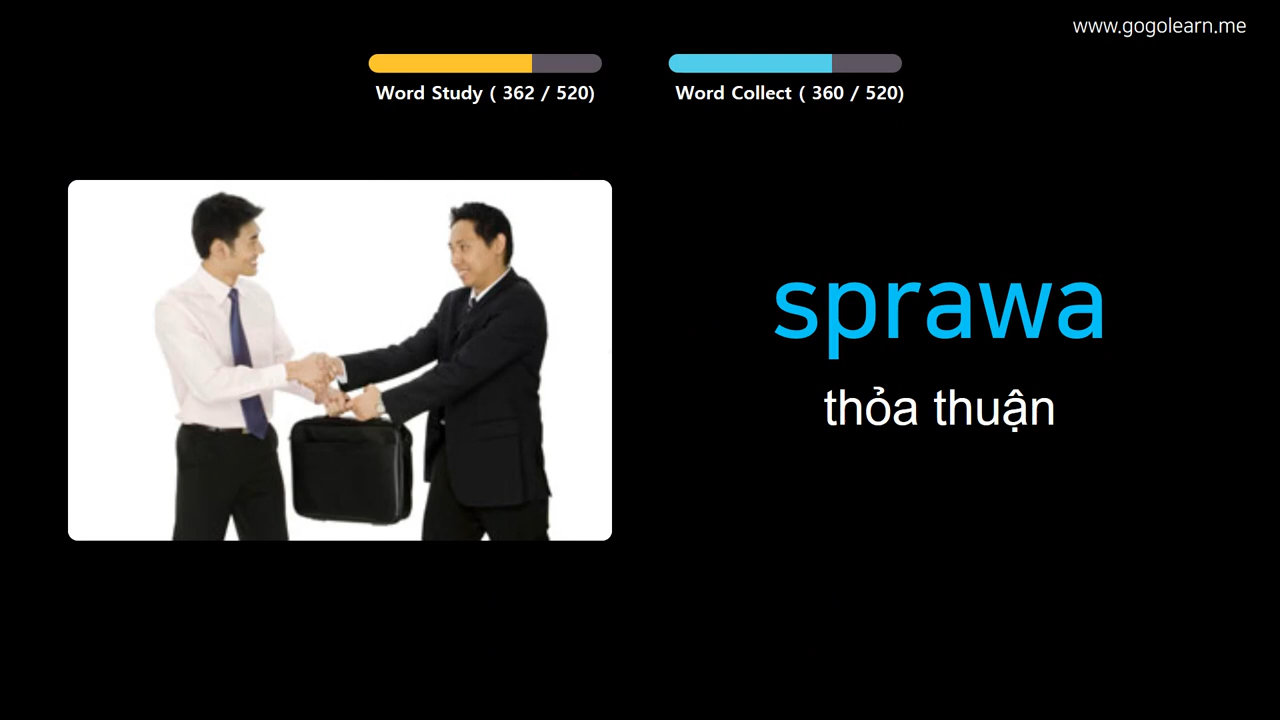 www.gogolearn.me
Word Study ( 362 / 520)
Word Collect ( 360 / 520)
sprawa
thỏa thuận